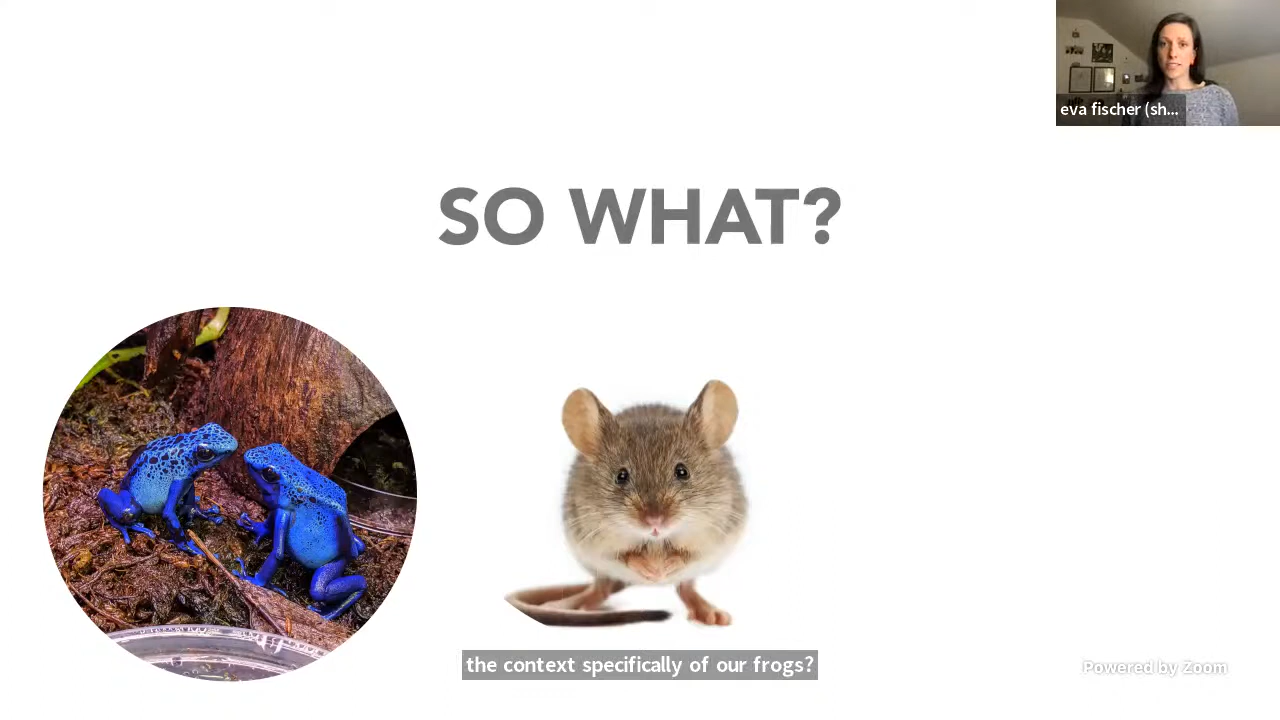 eva fischer (sh...
SO WHAT?
the context specifically of our frogs?
Powered by Zoom